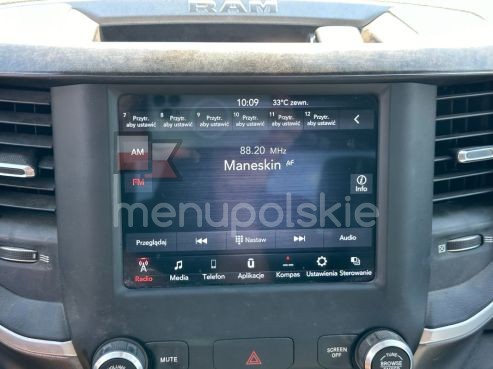 RAM
10:09 33°C zewn.
7 Przytr. 8 Przytr. 9 Przytr. 10 Przytr. 11 Przytr. 12 Przytr.
aby ustawić aby ustawić aby ustawić aby ustawić aby ustawić aby ustawić
AM
88.20 MHz
Maneskin AF
FM
Info
menupolskie
Przeglądaj Nastaw Audio
Radio Media Telefon Aplikacje Kompas Ustawienia Sterowanie
MUTE
SCREEN
OFF
TUNE